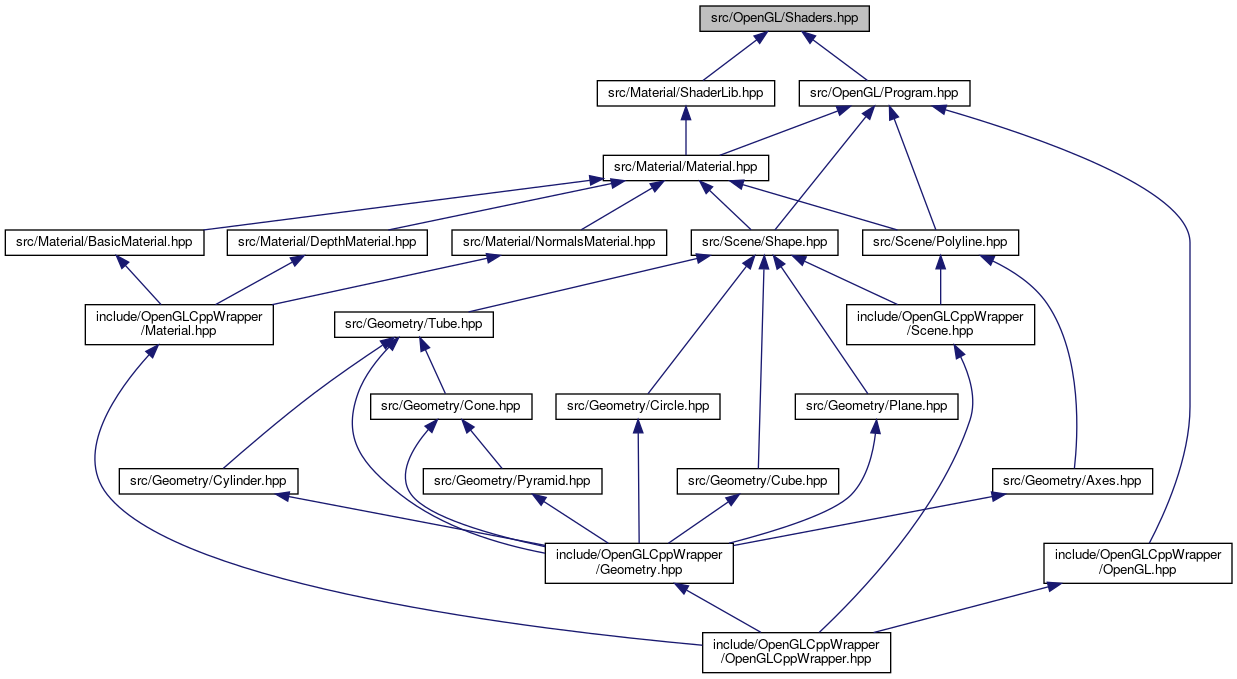 src/OpenGL/Shaders.hpp
src/Material/ShaderLib.hpp
src/OpenGL/Program.hpp
src/Material/Material.hpp
src/Material/BasicMaterial.hpp
src/Material/DepthMaterial.hpp
src/Material/NormalsMaterial.hpp
src/Scene/Shape.hpp
src/Scene/Polyline.hpp
include/OpenGLCppWrapper
/Material.hpp
src/Geometry/Tube.hpp
include/OpenGLCppWrapper
/Scene.hpp
src/Geometry/Cone.hpp
src/Geometry/Circle.hpp
src/Geometry/Plane.hpp
src/Geometry/Cylinder.hpp
src/Geometry/Pyramid.hpp
src/Geometry/Cube.hpp
src/Geometry/Axes.hpp
include/OpenGLCppWrapper
/Geometry.hpp
include/OpenGLCppWrapper
/OpenGL.hpp
include/OpenGLCppWrapper
/OpenGLCppWrapper.hpp